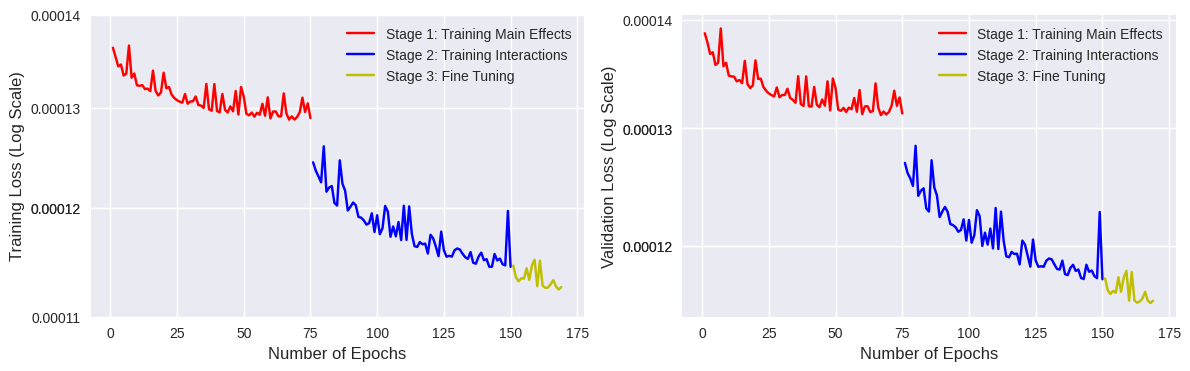 Training Loss (Log Scale)
0.00014
0.00013
0.00012
0.00011
Stage 1: Training Main Effects
Stage 2: Training Interactions
Stage 3: Fine Tuning
0 25 50 75 100 125 150 175
Number of Epochs
Validation Loss (Log Scale)
0.00014
0.00013
0.00012
Stage 1: Training Main Effects
Stage 2: Training Interactions
Stage 3: Fine Tuning
0 25 50 75 100 125 150 175
Number of Epochs